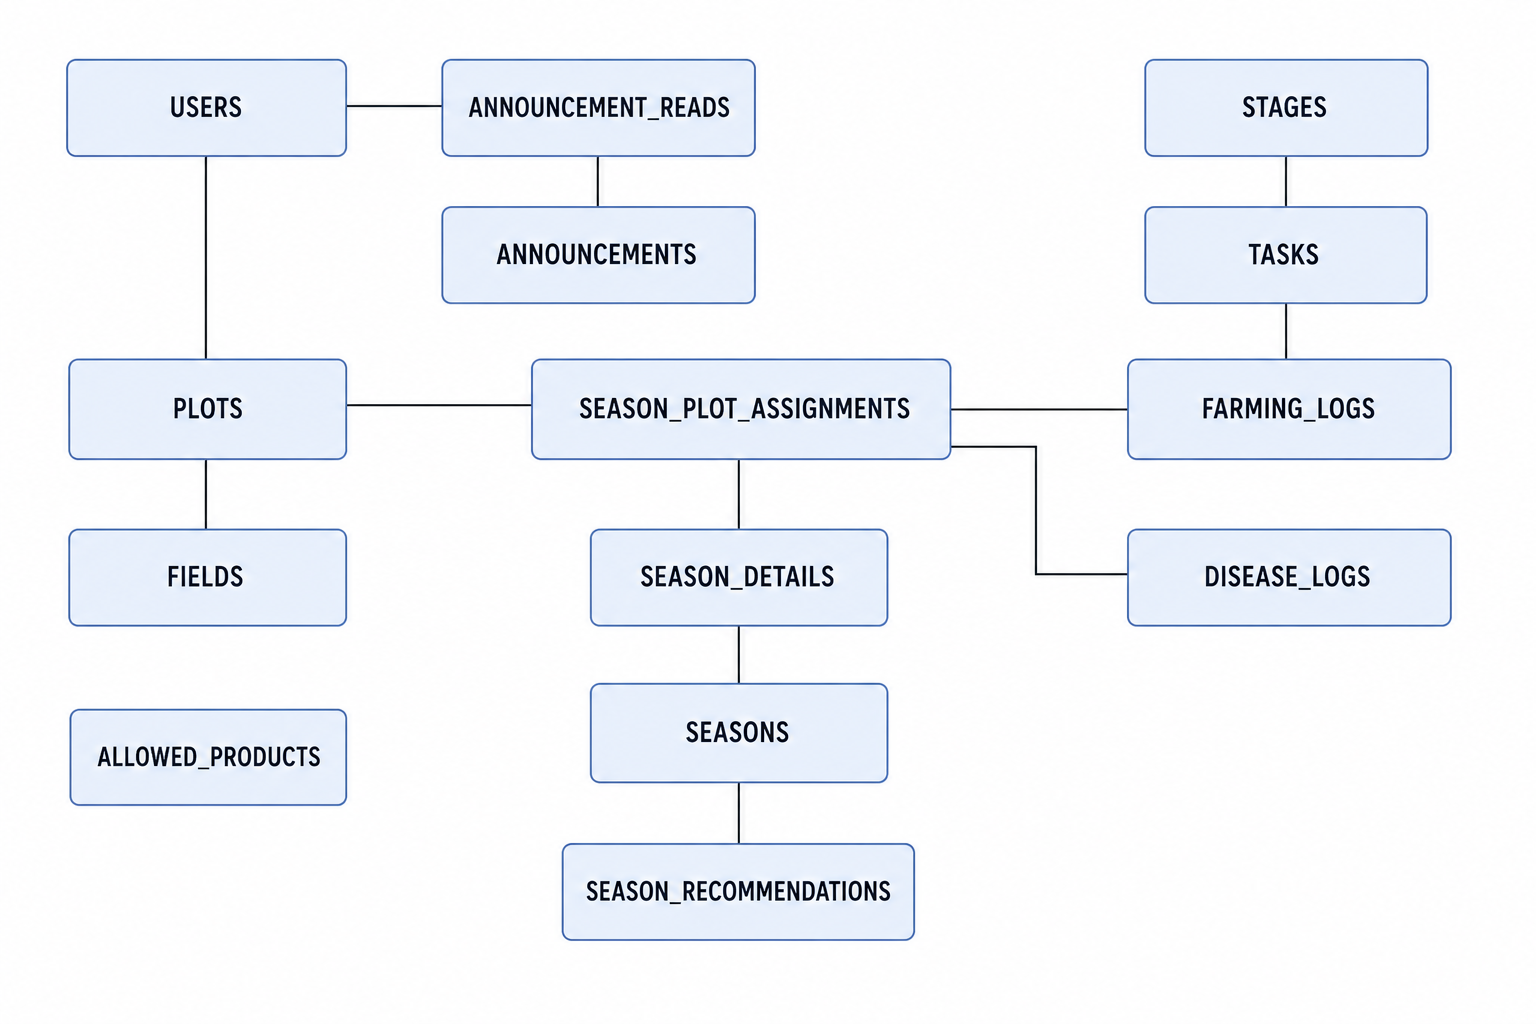 USERS
ANNOUNCEMENT_READS
STAGES
ANNOUNCEMENTS
TASKS
PLOTS
SEASON_PLOT_ASSIGNMENTS
FARMING_LOGS
FIELDS
SEASON_DETAILS
DISEASE_LOGS
SEASONS
ALLOWED_PRODUCTS
SEASON_RECOMMENDATIONS